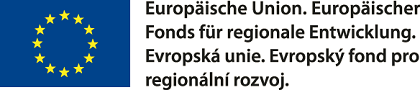 Europäische Union. Europäischer
Fonds für regionale Entwicklung.
Evropská unie. Evropský fond pro
regionální rozvoj.